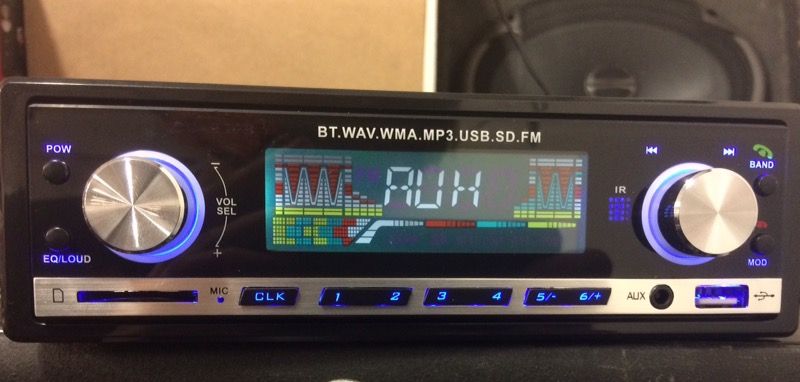 BT.WAV.WMA.MP3.USB.SD.FM
POW
BAND
AUX
VOL
SEL
IR
EQ/LOUD
MOD
MIC
CLK
1 2
3 4
5/- 6/+
AUX